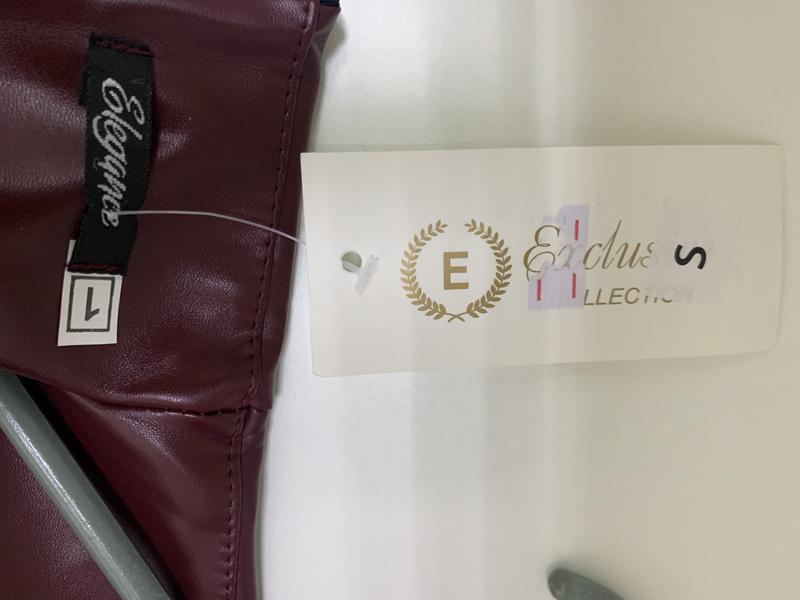 Elegance
1
E
Exclus
LLECTION
S